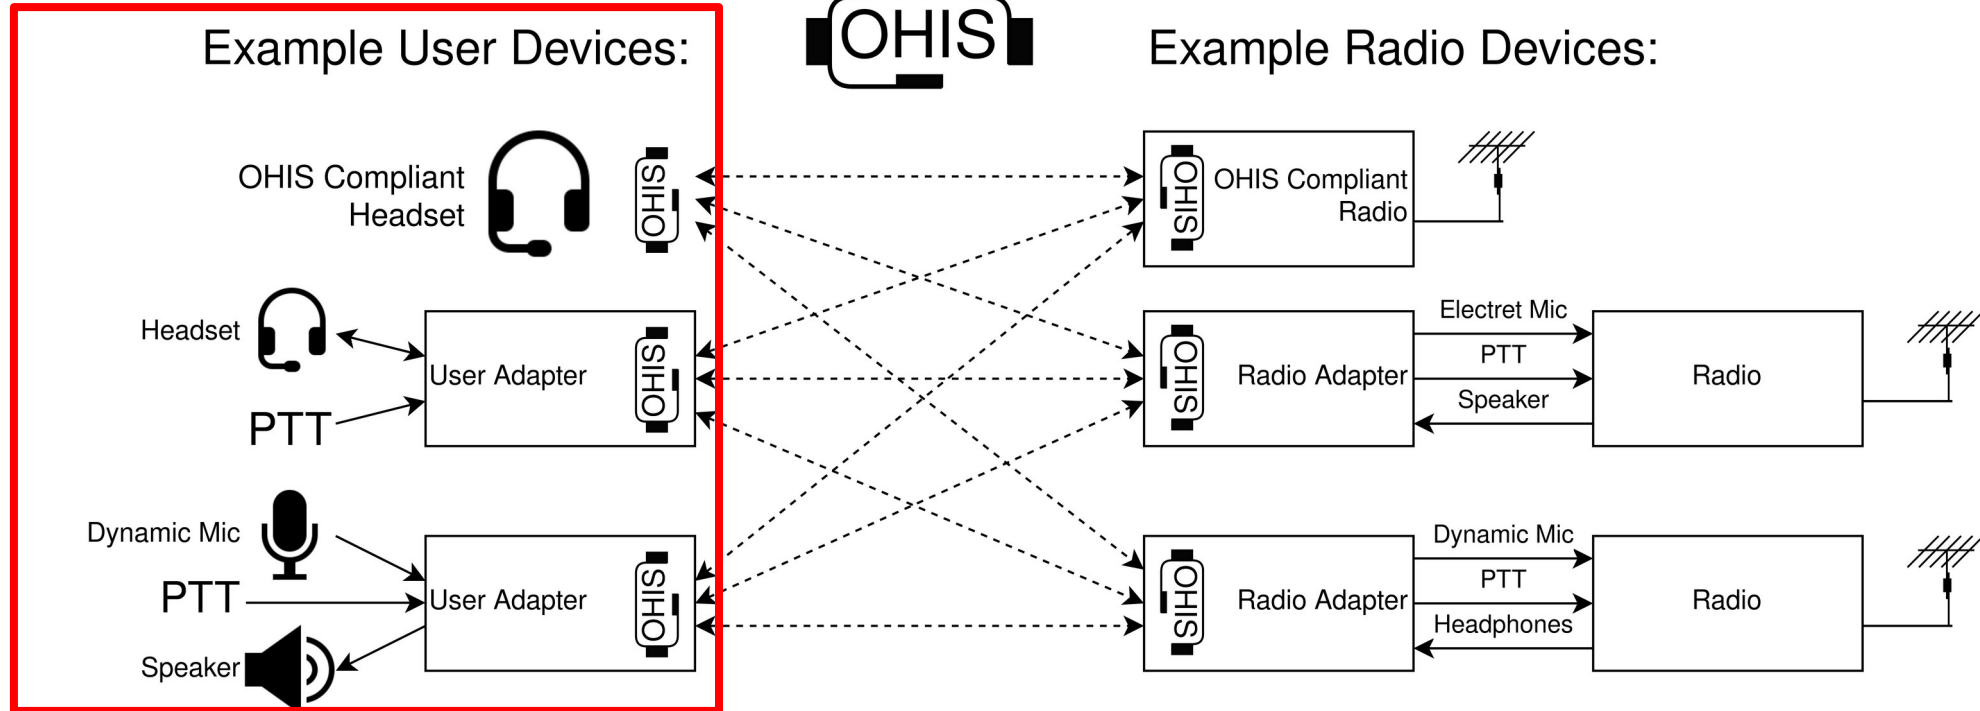 Example User Devices:
OHIS
Example Radio Devices:
OHIS Compliant
Headset
OHIS
OHIS
OHIS Compliant
Radio
Headset
PTT
User Adapter
OHIS
OHIS
Radio Adapter
Electret Mic
PTT
Speaker
Radio
Dynamic Mic
PTT
Speaker
User Adapter
OHIS
OHIS
Radio Adapter
Dynamic Mic
PTT
Headphones
Radio